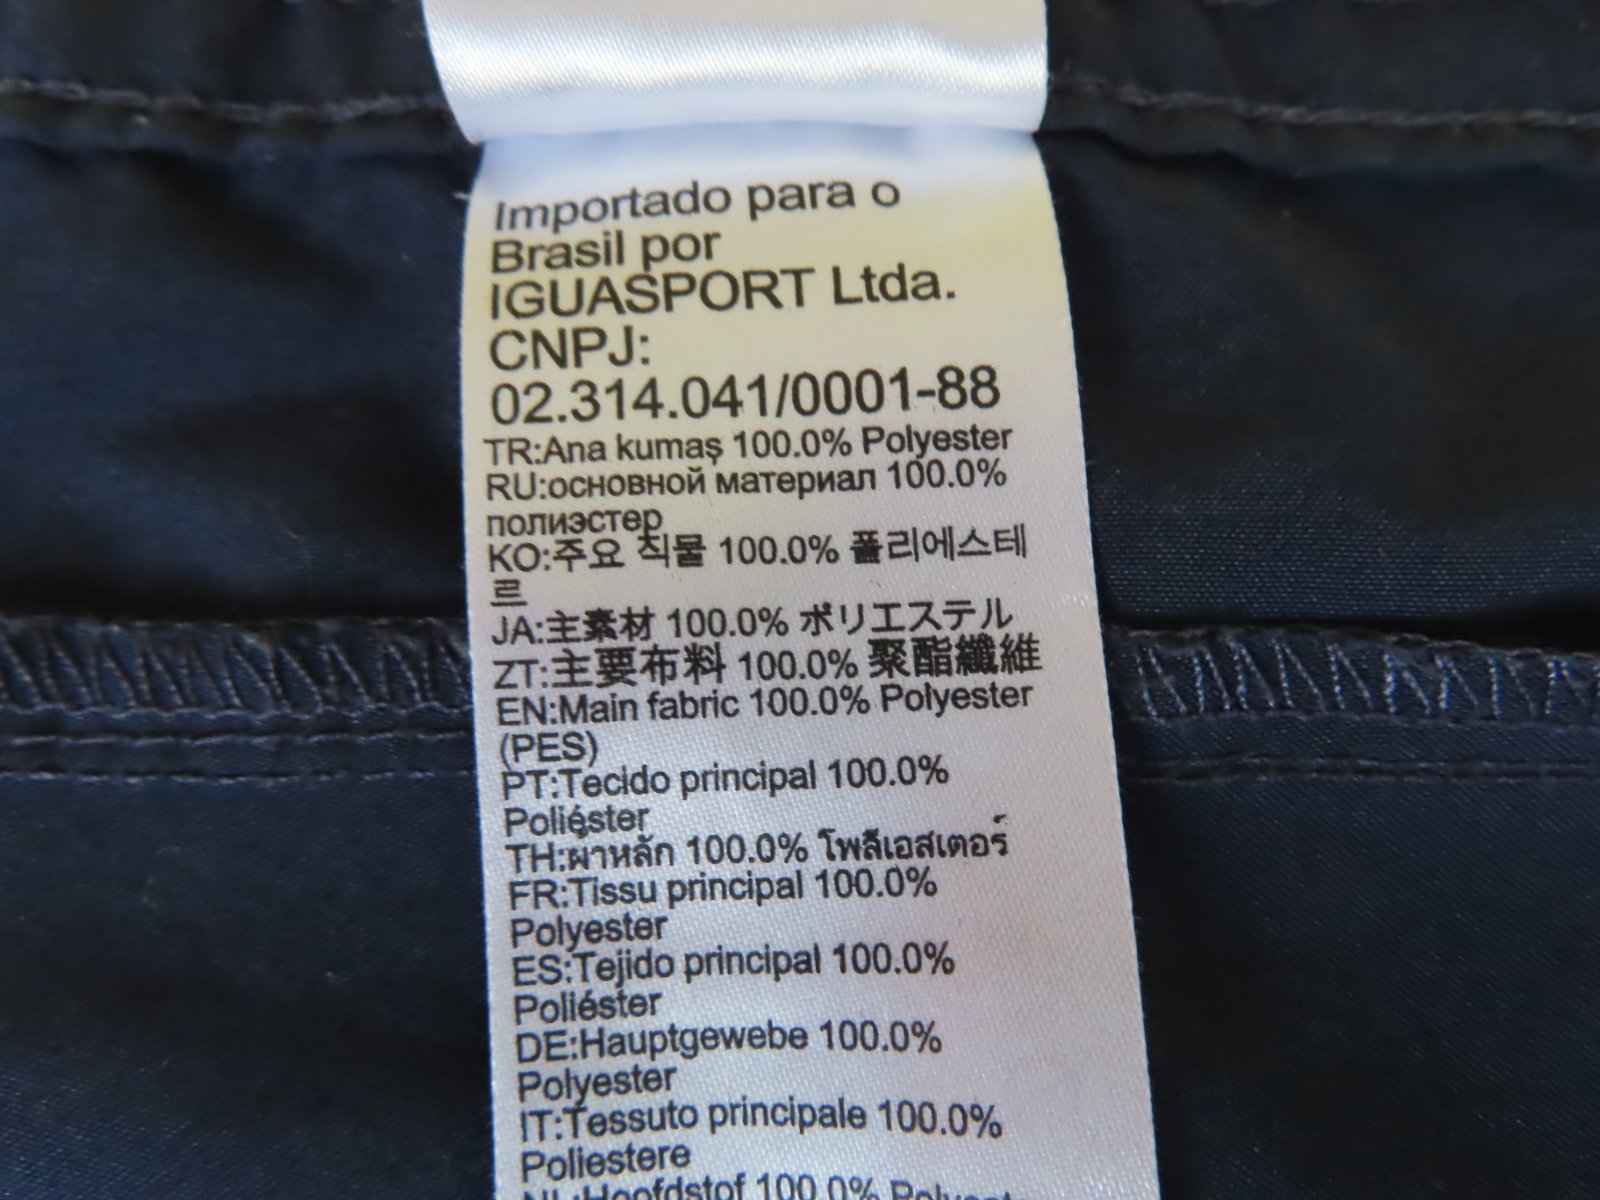 Importado para o
Brasil por
IGUASPORT Ltda.
CNPJ:
02.314.041/0001-88
TR:Ana kumaş 100.0% Polyester
RU:основной материал 100.0%
полиэстер
KO:주요 직물 100.0% 폴리에스테
르
JA:主素材 100.0% ポリエステル
ZT:主要布料 100.0% 聚酯纖維
EN:Main fabric 100.0% Polyester
(PES)
PT:Tecido principal 100.0%
Poliéster
TH:ผ้าหลัก 100.0% โพลีเอสเตอร์
FR:Tissu principal 100.0%
Polyester
ES:Tejido principal 100.0%
Poliéster
DE:Hauptgewebe 100.0%
Polyester
IT:Tessuto principale 100.0%
Poliestere
NL:Hoofdstof 100.0%